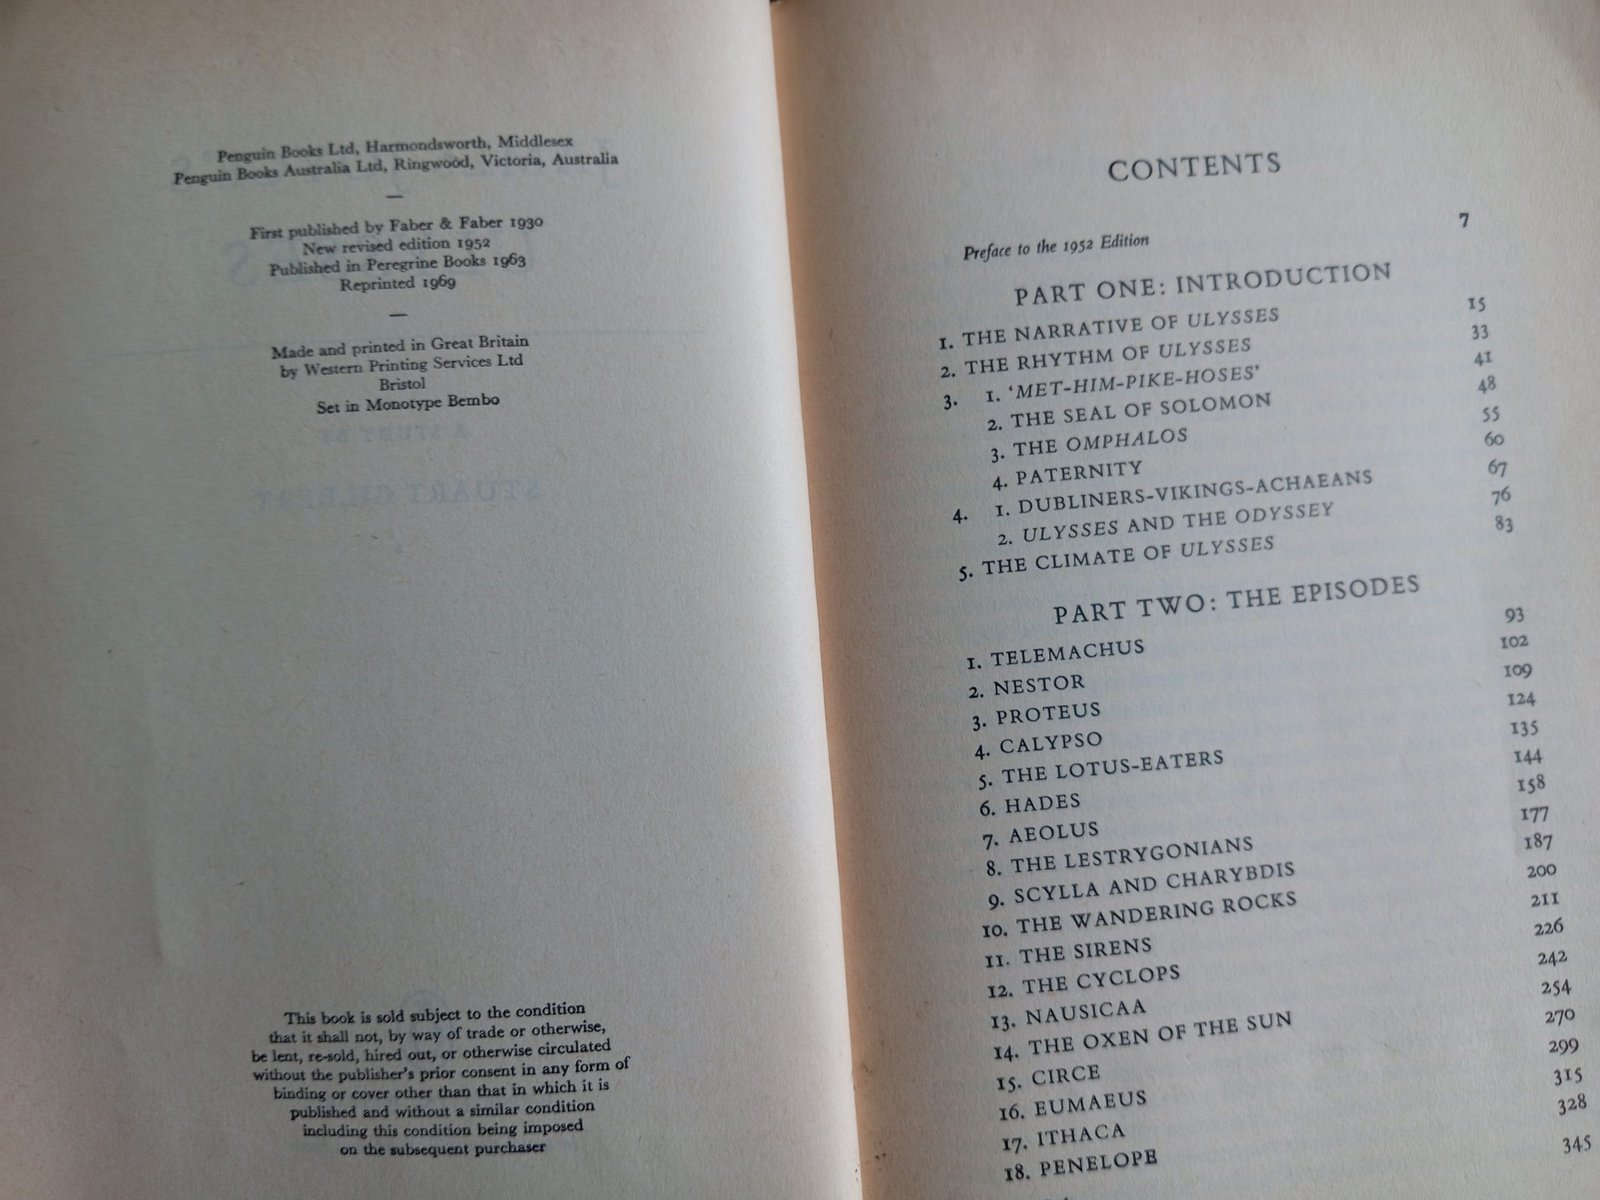 Penguin Books Ltd, Harmondsworth, Middlesex
Penguin Books Australia Ltd, Ringwood, Victoria, Australia
—
First published by Faber & Faber 1930
New revised edition 1952
Published in Peregrine Books 1963
Reprinted 1969
—
Made and printed in Great Britain
by Western Printing Services Ltd
Bristol
Set in Monotype Bembo
This book is sold subject to the condition
that it shall not, by way of trade or otherwise,
be lent, re-sold, hired out, or otherwise circulated
without the publisher's prior consent in any form of
binding or cover other than that in which it is
published and without a similar condition
including this condition being imposed
on the subsequent purchaser
CONTENTS
Preface to the 1952 Edition 7
PART ONE: INTRODUCTION
1. THE NARRATIVE OF ULYSSES 15
2. THE RHYTHM OF ULYSSES 33
3. 1. 'MET-HIM-PIKE-HOSES' 41
2. THE SEAL OF SOLOMON 48
3. THE OMPHALOS 55
4. PATERNITY 60
4. 1. DUBLINERS-VIKINGS-ACHAEANS 67
2. ULYSSES AND THE ODYSSEY 76
5. THE CLIMATE OF ULYSSES 83
PART TWO: THE EPISODES
1. TELEMACHUS 93
2. NESTOR 102
3. PROTEUS 109
4. CALYPSO 124
5. THE LOTUS-EATERS 135
6. HADES 144
7. AEOLUS 158
8. THE LESTRYGONIANS 177
9. SCYLLA AND CHARYBDIS 187
10. THE WANDERING ROCKS 200
11. THE SIRENS 211
12. THE CYCLOPS 226
13. NAUSICAA 242
14. THE OXEN OF THE SUN 254
15. CIRCE 270
16. EUMAEUS 299
17. ITHACA 315
18. PENELOPE 328
345